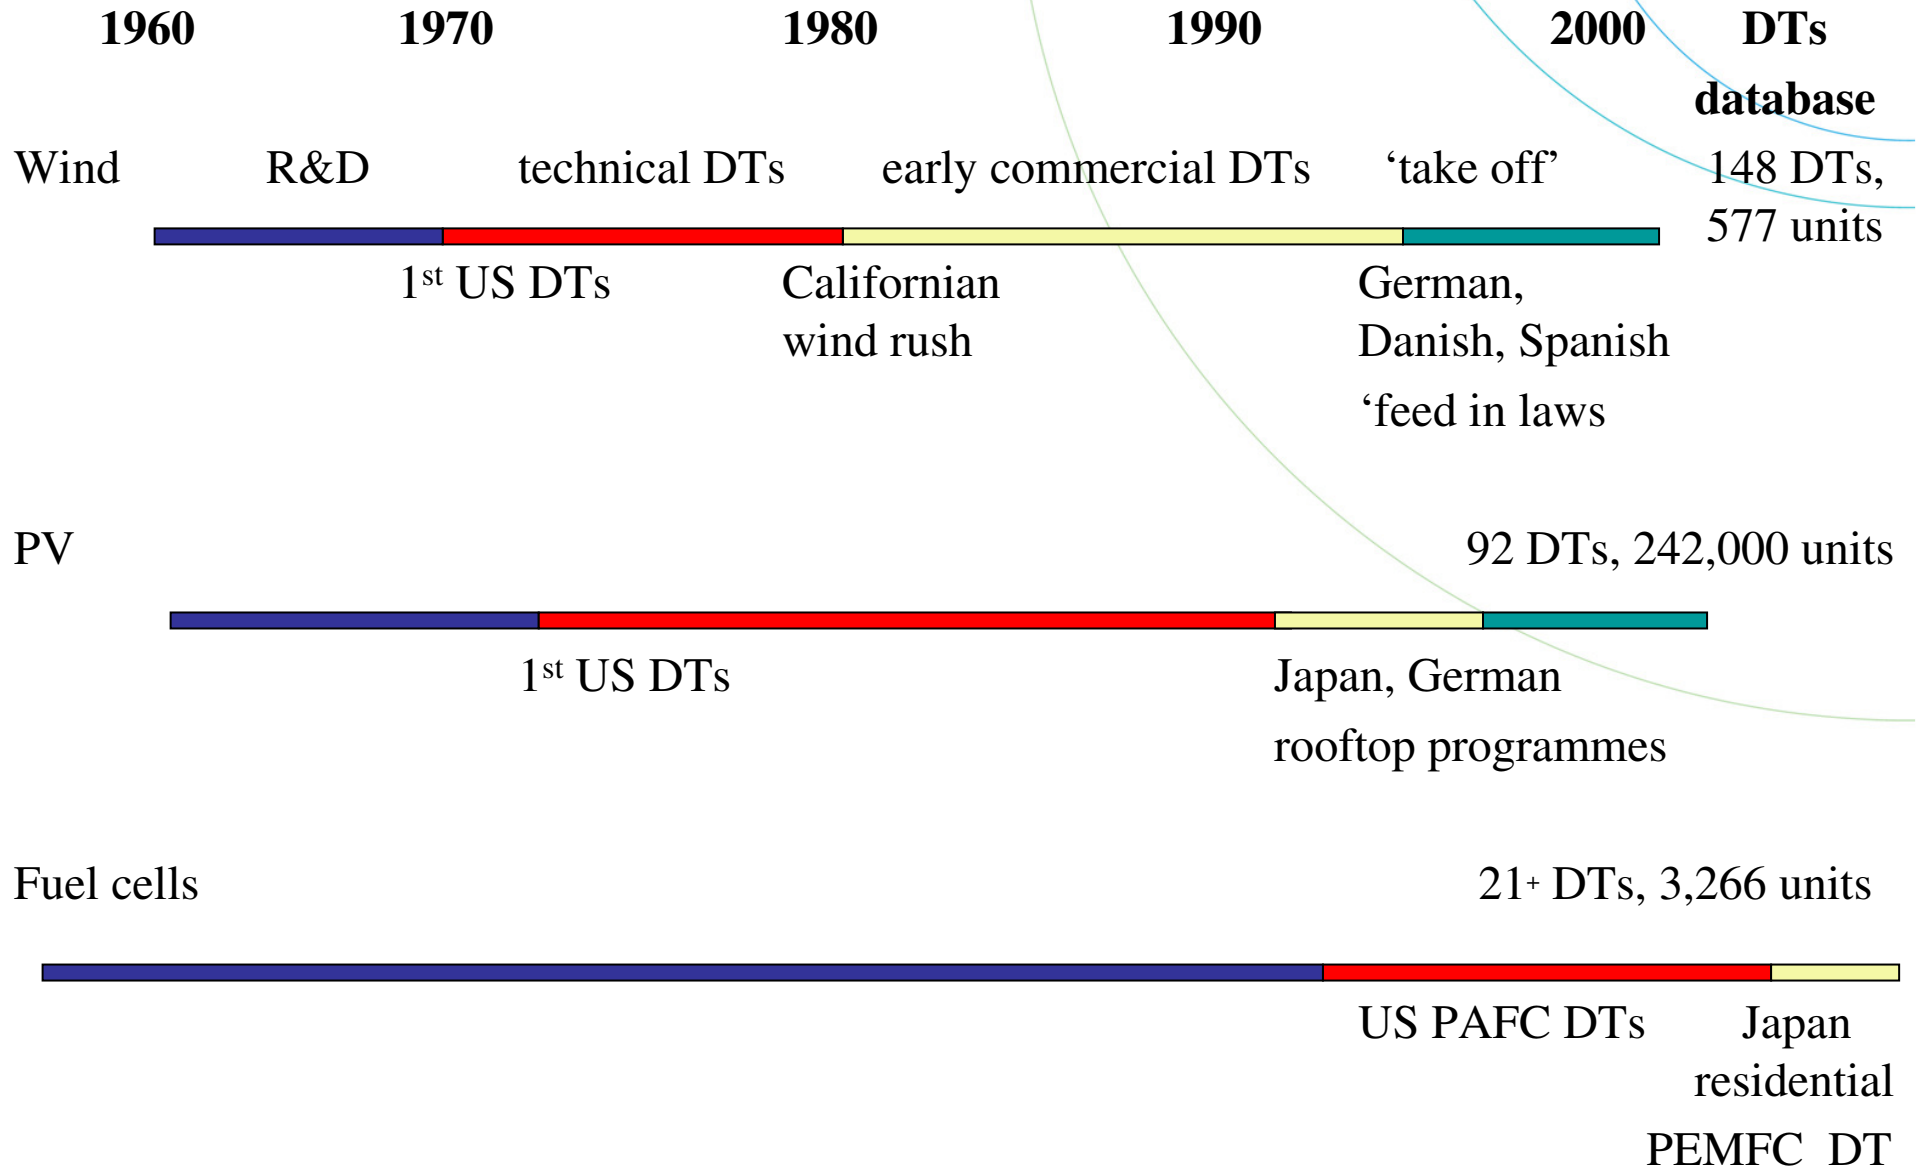 1960 1970 1980 1990 2000 DTs
database
Wind R&D technical DTs early commercial DTs ‘take off’ 148 DTs,
577 units
1st US DTs Californian German,
wind rush Danish, Spanish
‘feed in laws
PV 92 DTs, 242,000 units
1st US DTs Japan, German
rooftop programmes
Fuel cells 21+ DTs, 3,266 units
US PAFC DTs Japan
residential
PEMFC DT